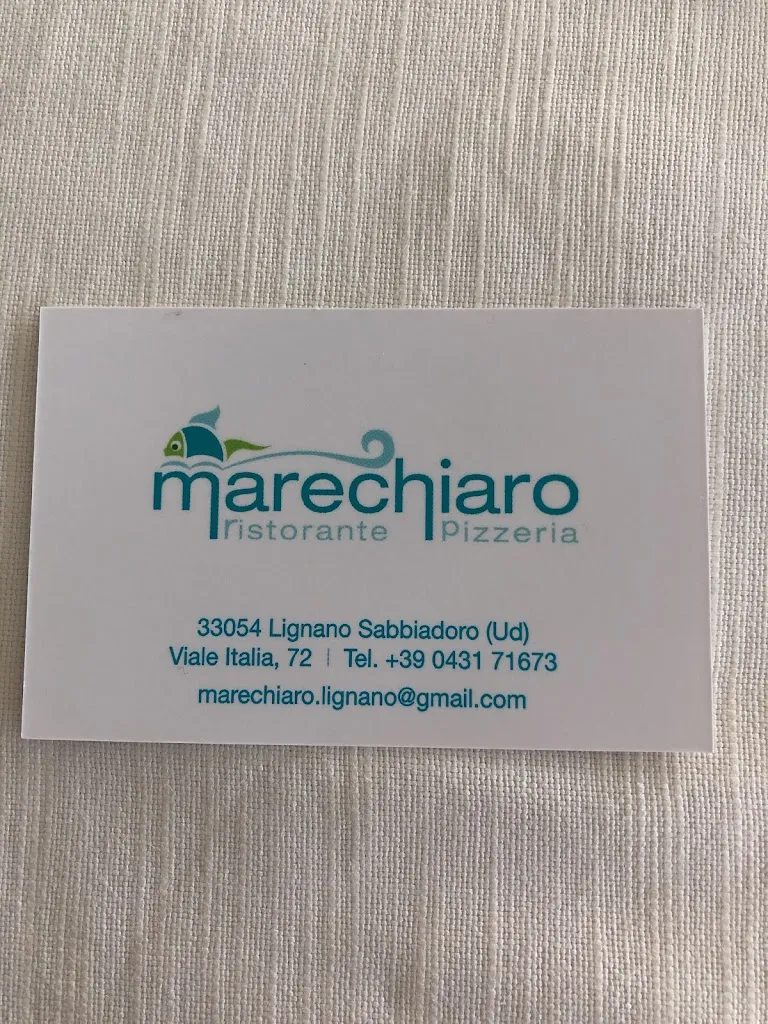 marechiaro
ristorante pizzeria
33054 Lignano Sabbiadoro (Ud)
Viale Italia, 72 | Tel. +39 0431 71673
marechiaro.lignano@gmail.com